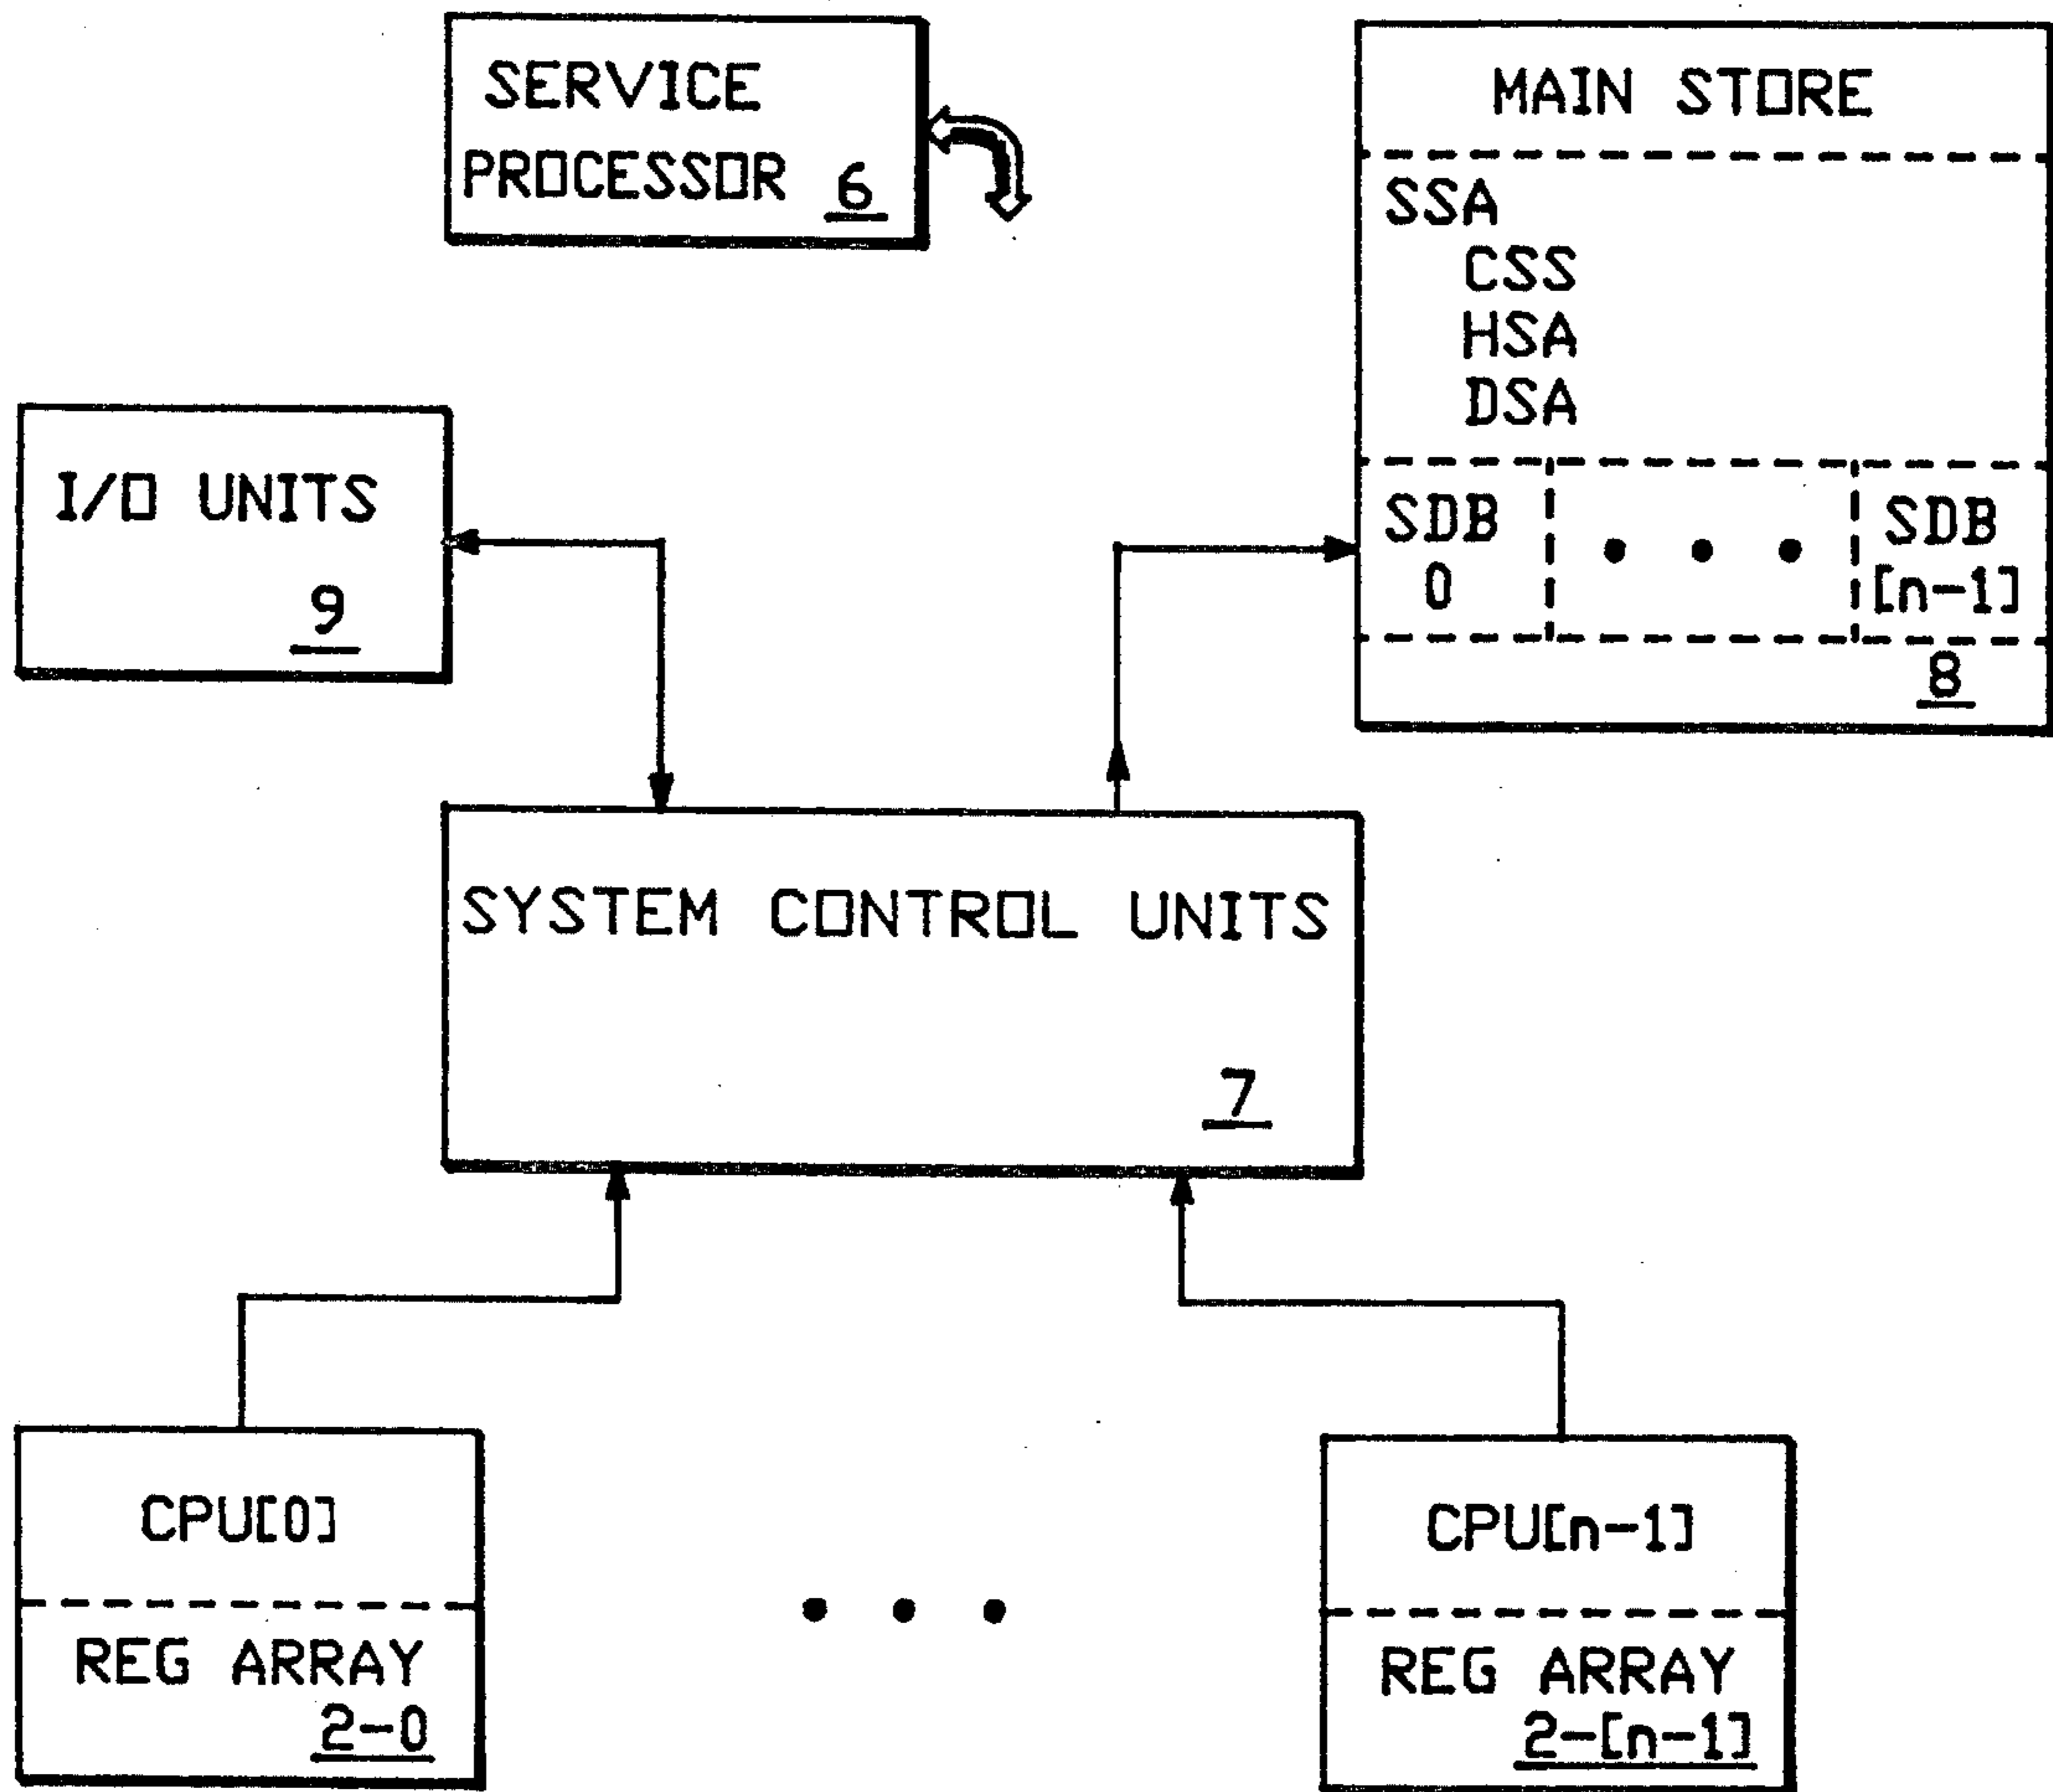 SERVICE
PROCESSOR 6
MAIN STORE
SSA
CSS
HSA
DSA
SDB
0
SDB
[n-1]
8
I/O UNITS
9
SYSTEM CONTROL UNITS
7
CPU[0]
REG ARRAY
2-0
CPU[n-1]
REG ARRAY
2-[n-1]